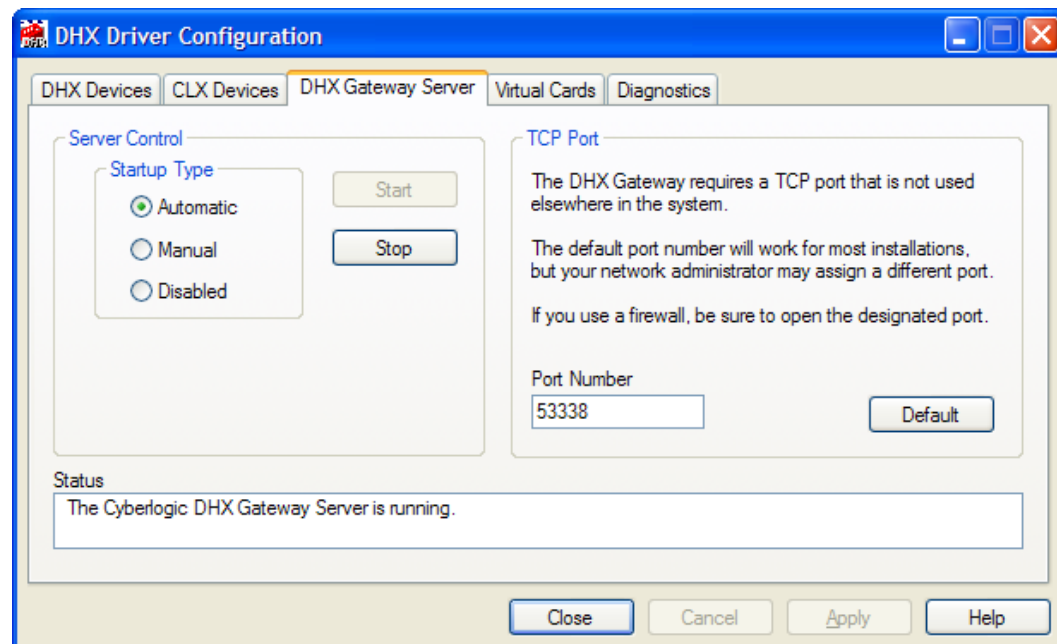 DHX Driver Configuration
DHX Devices
CLX Devices
DHX Gateway Server
Virtual Cards
Diagnostics
Server Control
Startup Type
Automatic
Manual
Disabled
Start
Stop
TCP Port
The DHX Gateway requires a TCP port that is not used
elsewhere in the system.
The default port number will work for most installations,
but your network administrator may assign a different port.
If you use a firewall, be sure to open the designated port.
Port Number
53338
Default
Status
The Cyberlogic DHX Gateway Server is running.
Close
Cancel
Apply
Help